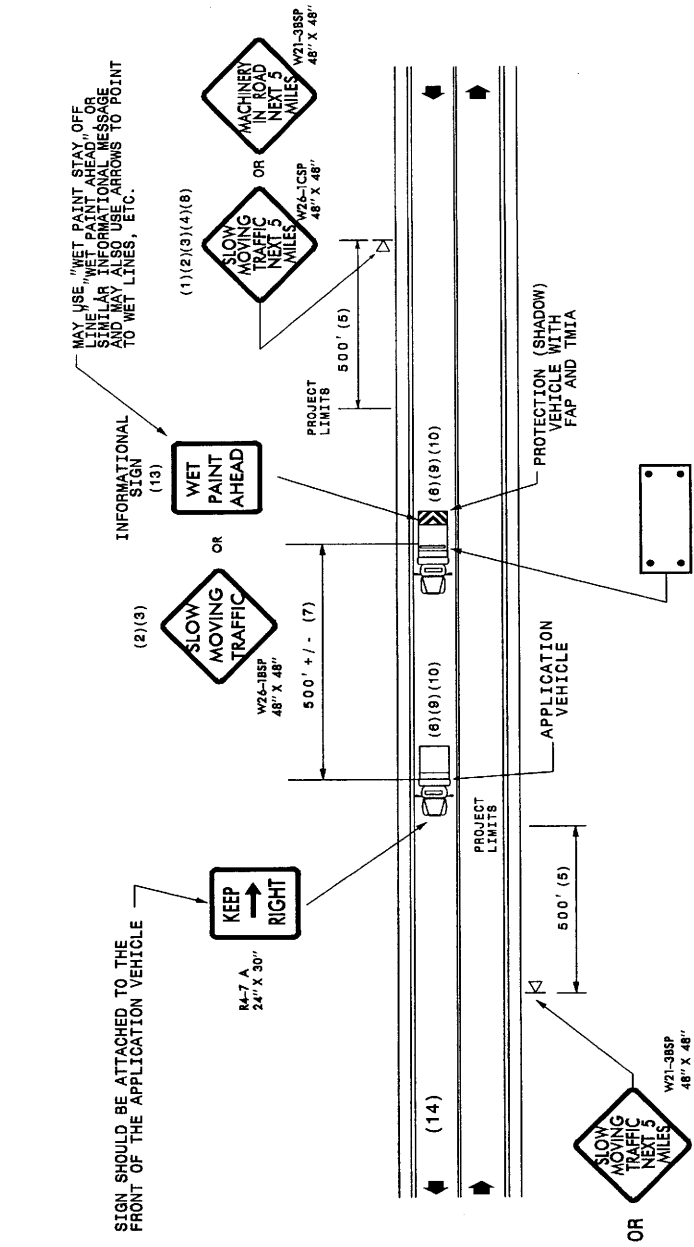 SIGN SHOULD BE ATTACHED TO THE
FRONT OF THE APPLICATION VEHICLE
KEEP
RIGHT
R4-7 A
24" X 30"
(2)(3)
SLOW
MOVING
TRAFFIC
W26-1BSP
48" X 48"
OR
INFORMATIONAL
SIGN
(13)
WET
PAINT
AHEAD
MAY USE "WET PAINT STAY OFF
LINE" "WET PAINT AHEAD" OR
SIMILAR INFORMATIONAL MESSAGE
AND MAY ALSO USE ARROWS TO POINT
TO WET LINES, ETC.
(1)(2)(3)(4)(8)
SLOW
MOVING
TRAFFIC
NEXT 5
MILES
W26-1CSP
48" X 48"
OR
MACHINERY
IN ROAD
NEXT 5
MILES
W21-3BSP
48" X 48"
500' +/- (7)
PROJECT
LIMITS
500' (5)
(14)
(6)(9)(10)
(6)(9)(10)
PROJECT
LIMITS
500' (5)
APPLICATION
VEHICLE
PROTECTION (SHADOW)
VEHICLE WITH
FAP AND TMIA
OR
SLOW
MOVING
TRAFFIC
NEXT 5
MILES
W21-3BSP
48" X 48"